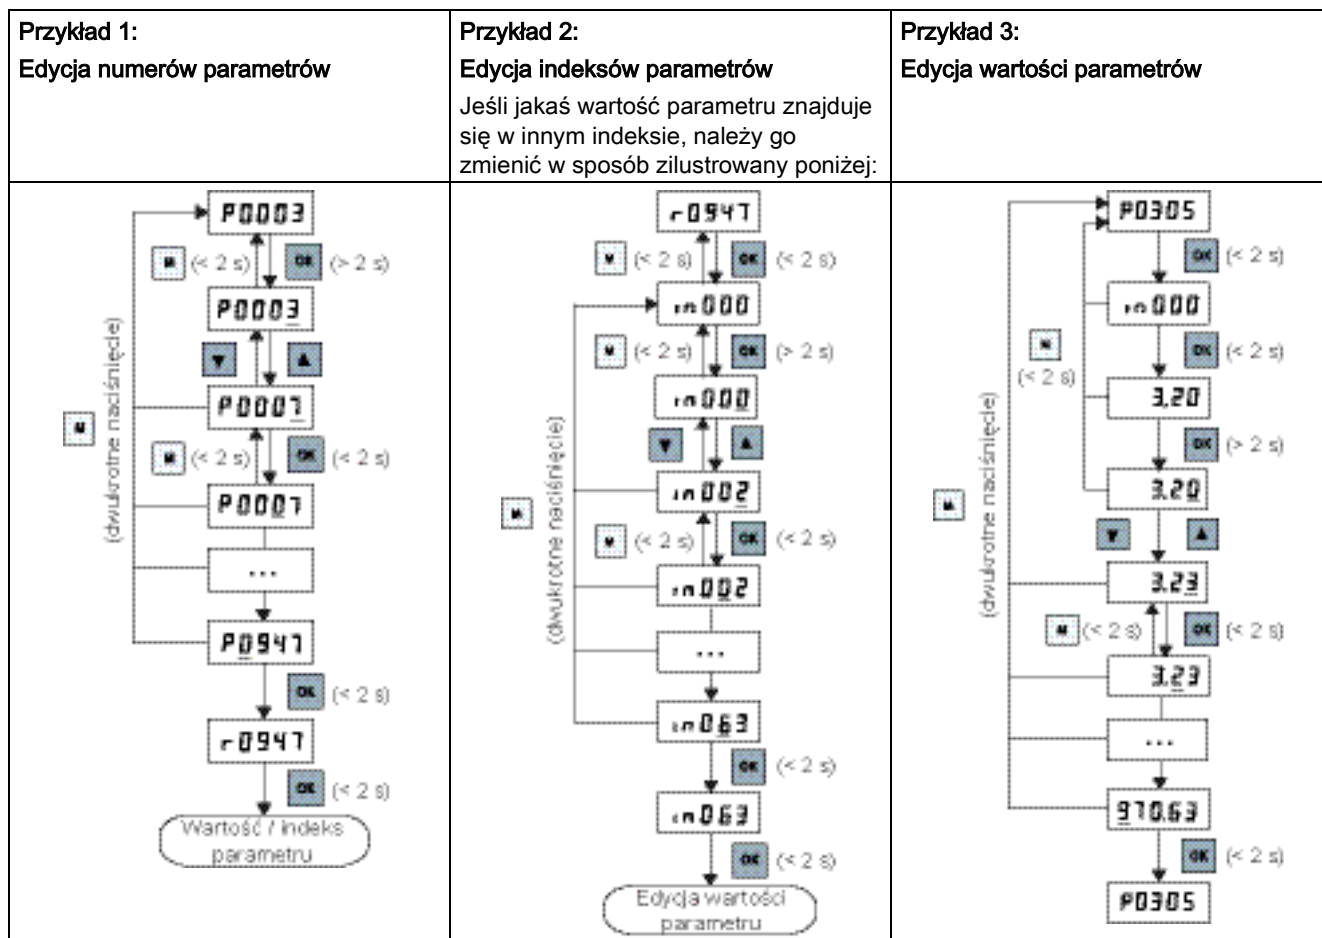 Przykład 1:
Edycja numerów parametrów
Przykład 2:
Edycja indeksów parametrów
Jeśli jakaś wartość parametru znajduje
się w innym indeksie, należy go
zmienić w sposób zilustrowany poniżej:
Przykład 3:
Edycja wartości parametrów
P0003
M (< 2 s) OK (> 2 s)
P0003
▼ ▲
P0007
M (dwukrotne naciśnięcie)
M (< 2 s) OK (< 2 s)
P0007
...
P0947
OK (< 2 s)
r0947
OK (< 2 s)
Wartość / indeks
parametru
r0947
M (< 2 s) OK (< 2 s)
in000
M (< 2 s) OK (> 2 s)
in000
▼ ▲
in002
M (dwukrotne naciśnięcie)
M (< 2 s) OK (< 2 s)
in002
...
in063
OK (< 2 s)
in063
OK (< 2 s)
Edycja wartości
parametru
P0305
OK (< 2 s)
in000
M (< 2 s)
OK (< 2 s)
3.20
OK (> 2 s)
3.20
▼ ▲
3.23
M (dwukrotne naciśnięcie)
M (< 2 s) OK (< 2 s)
3.23
...
970.63
OK (< 2 s)
P0305